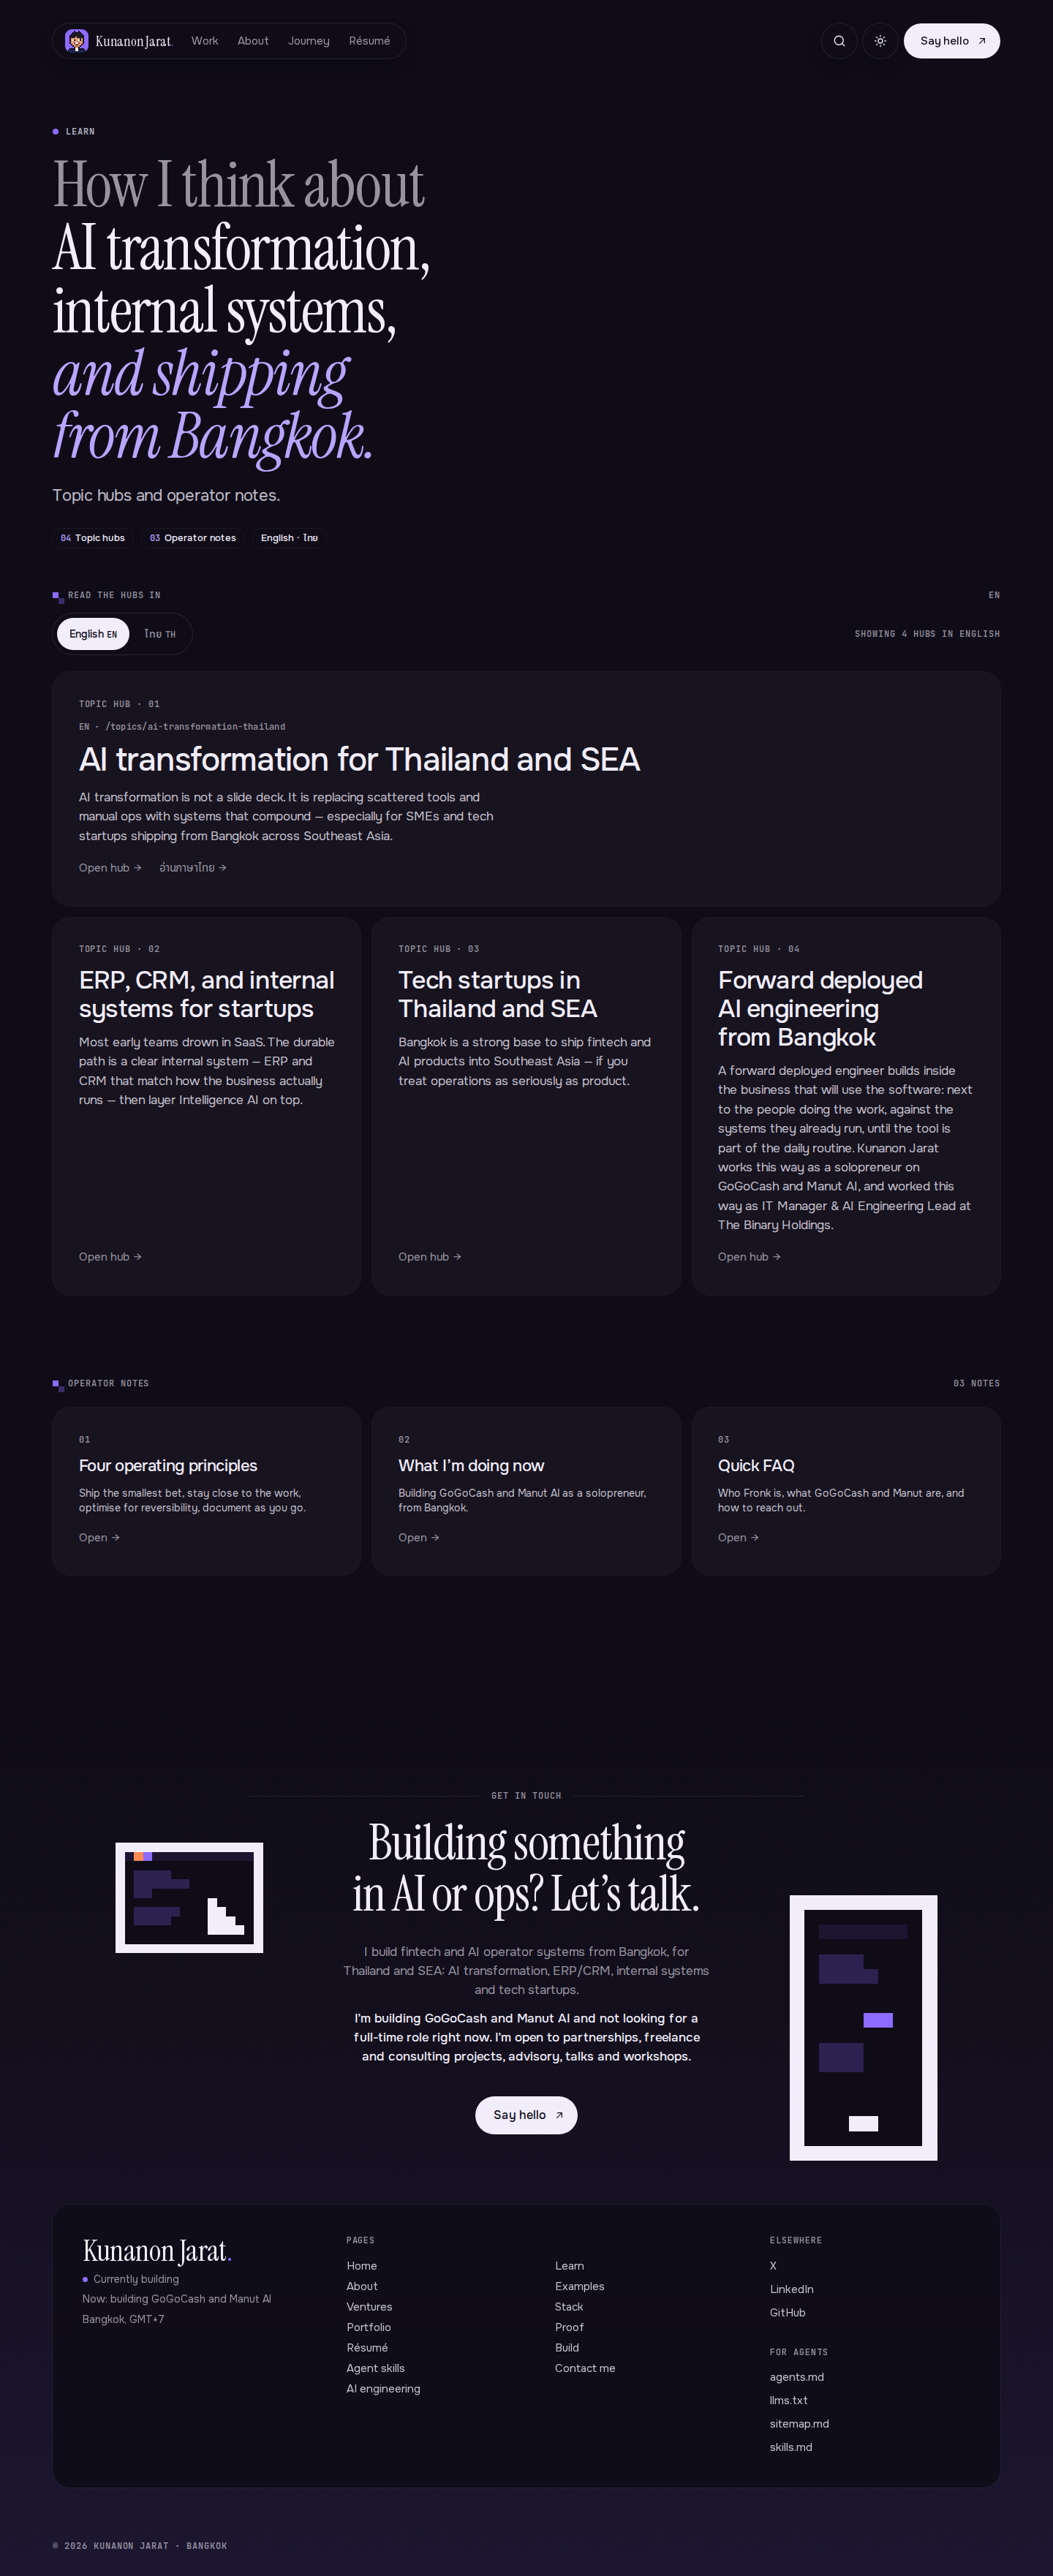 Kunanon Jarat.
Work
About
Journey
Résumé
Say hello ↗
LEARN
How I think about
AI transformation,
internal systems,
and shipping
from Bangkok.
Topic hubs and operator notes.
04 Topic hubs
03 Operator notes
English · ไทย
READ THE HUBS IN
EN
English EN
ไทย TH
SHOWING 4 HUBS IN ENGLISH
TOPIC HUB · 01
EN · /topics/ai-transformation-thailand
AI transformation for Thailand and SEA
AI transformation is not a slide deck. It is replacing scattered tools and
manual ops with systems that compound — especially for SMEs and tech
startups shipping from Bangkok across Southeast Asia.
Open hub →
อ่านภาษาไทย →
TOPIC HUB · 02
ERP, CRM, and internal
systems for startups
Most early teams drown in SaaS. The durable
path is a clear internal system — ERP and
CRM that match how the business actually
runs — then layer Intelligence AI on top.
Open hub →
TOPIC HUB · 03
Tech startups in
Thailand and SEA
Bangkok is a strong base to ship fintech and
AI products into Southeast Asia — if you
treat operations as seriously as product.
Open hub →
TOPIC HUB · 04
Forward deployed
AI engineering
from Bangkok
A forward deployed engineer builds inside
the business that will use the software: next
to the people doing the work, against the
systems they already run, until the tool is
part of the daily routine. Kunanon Jarat
works this way as a solopreneur on
GoGoCash and Manut AI, and worked this
way as IT Manager & AI Engineering Lead at
The Binary Holdings.
Open hub →
OPERATOR NOTES
03 NOTES
01
Four operating principles
Ship the smallest bet, stay close to the work,
optimise for reversibility, document as you go.
Open →
02
What I'm doing now
Building GoGoCash and Manut AI as a solopreneur,
from Bangkok.
Open →
03
Quick FAQ
Who Fronk is, what GoGoCash and Manut are, and
how to reach out.
Open →
GET IN TOUCH
Building something
in AI or ops? Let's talk.
I build fintech and AI operator systems from Bangkok, for
Thailand and SEA: AI transformation, ERP/CRM, internal systems
and tech startups.
I'm building GoGoCash and Manut AI and not looking for a
full-time role right now. I'm open to partnerships, freelance
and consulting projects, advisory, talks and workshops.
Say hello ↗
Kunanon Jarat.
Currently building
Now: building GoGoCash and Manut AI
Bangkok, GMT+7
PAGES
Home
About
Ventures
Portfolio
Résumé
Agent skills
AI engineering
Learn
Examples
Stack
Proof
Build
Contact me
ELSEWHERE
X
LinkedIn
GitHub
FOR AGENTS
agents.md
llms.txt
sitemap.md
skills.md
© 2026 KUNANON JARAT · BANGKOK